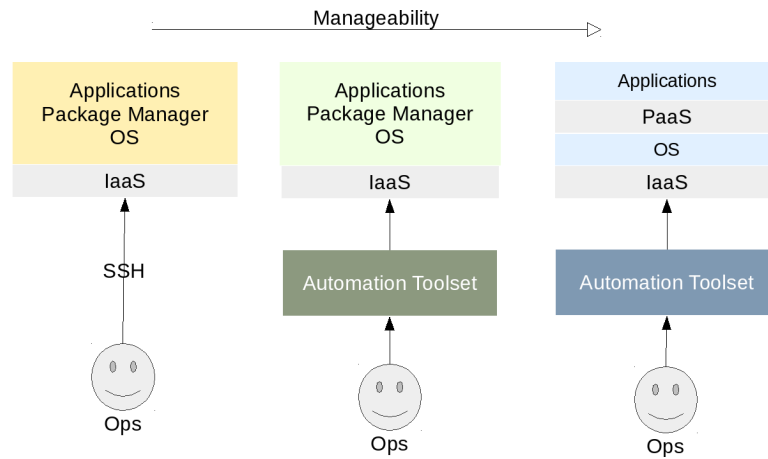 Manageability
Applications
Package Manager
OS
IaaS
SSH
Ops
Applications
Package Manager
OS
IaaS
Automation Toolset
Ops
Applications
PaaS
OS
IaaS
Automation Toolset
Ops